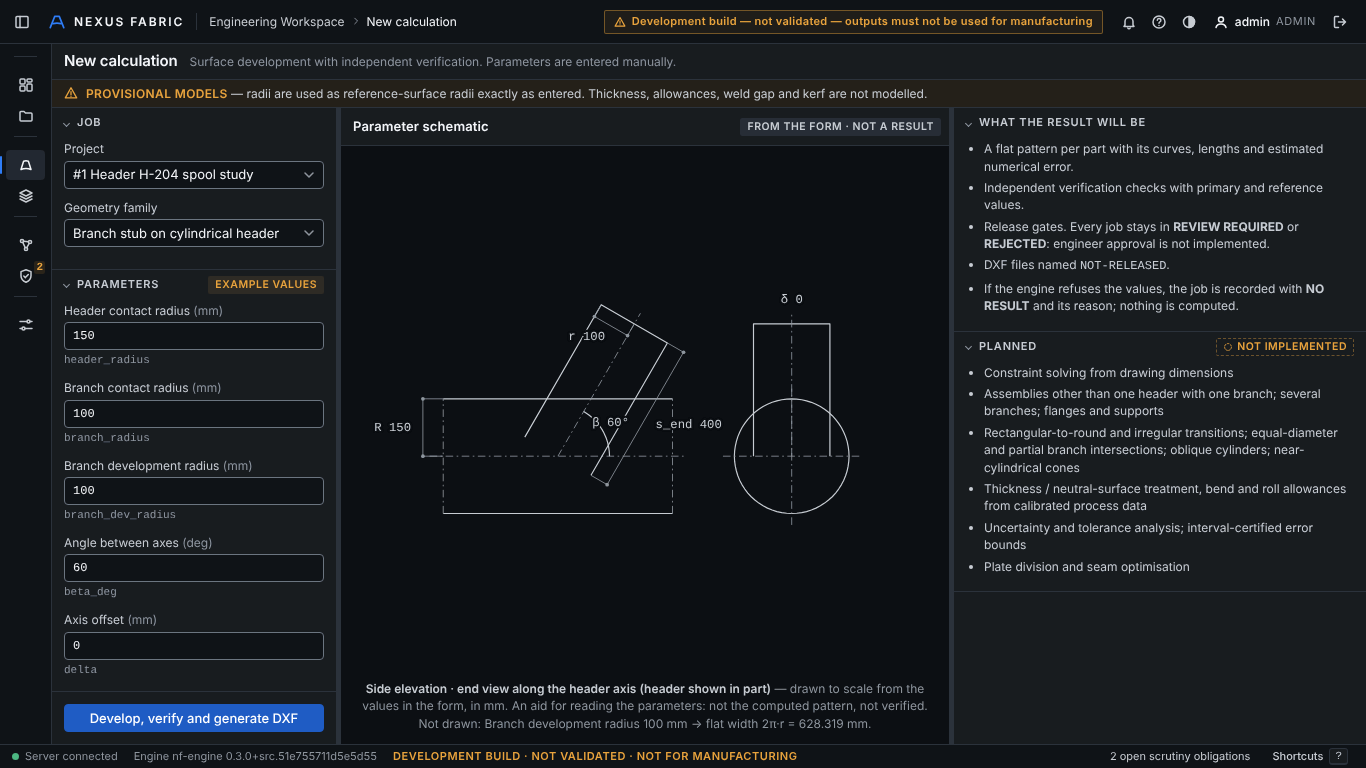 NEXUS FABRIC
Engineering Workspace › New calculation
Development build — not validated — outputs must not be used for manufacturing
admin ADMIN
New calculation
Surface development with independent verification. Parameters are entered manually.
PROVISIONAL MODELS — radii are used as reference-surface radii exactly as entered. Thickness, allowances, weld gap and kerf are not modelled.
2
JOB
Project
#1 Header H-204 spool study
Geometry family
Branch stub on cylindrical header
PARAMETERS
EXAMPLE VALUES
Header contact radius (mm)
150
header_radius
Branch contact radius (mm)
100
branch_radius
Branch development radius (mm)
100
branch_dev_radius
Angle between axes (deg)
60
beta_deg
Axis offset (mm)
0
delta
Develop, verify and generate DXF
Parameter schematic
FROM THE FORM · NOT A RESULT
δ 0
r 100
R 150
β 60°
s_end 400
Side elevation · end view along the header axis (header shown in part) — drawn to scale from the
values in the form, in mm. An aid for reading the parameters: not the computed pattern, not verified.
Not drawn: Branch development radius 100 mm → flat width 2π·r = 628.319 mm.
WHAT THE RESULT WILL BE
• A flat pattern per part with its curves, lengths and estimated
numerical error.
• Independent verification checks with primary and reference
values.
• Release gates. Every job stays in REVIEW REQUIRED or
REJECTED: engineer approval is not implemented.
• DXF files named NOT-RELEASED.
• If the engine refuses the values, the job is recorded with NO
RESULT and its reason; nothing is computed.
PLANNED
NOT IMPLEMENTED
• Constraint solving from drawing dimensions
• Assemblies other than one header with one branch; several
branches; flanges and supports
• Rectangular-to-round and irregular transitions; equal-diameter
and partial branch intersections; oblique cylinders; near-
cylindrical cones
• Thickness / neutral-surface treatment, bend and roll allowances
from calibrated process data
• Uncertainty and tolerance analysis; interval-certified error
bounds
• Plate division and seam optimisation
Server connected
Engine nf-engine 0.3.0+src.51e755711d5e5d55
DEVELOPMENT BUILD · NOT VALIDATED · NOT FOR MANUFACTURING
2 open scrutiny obligations
Shortcuts ?